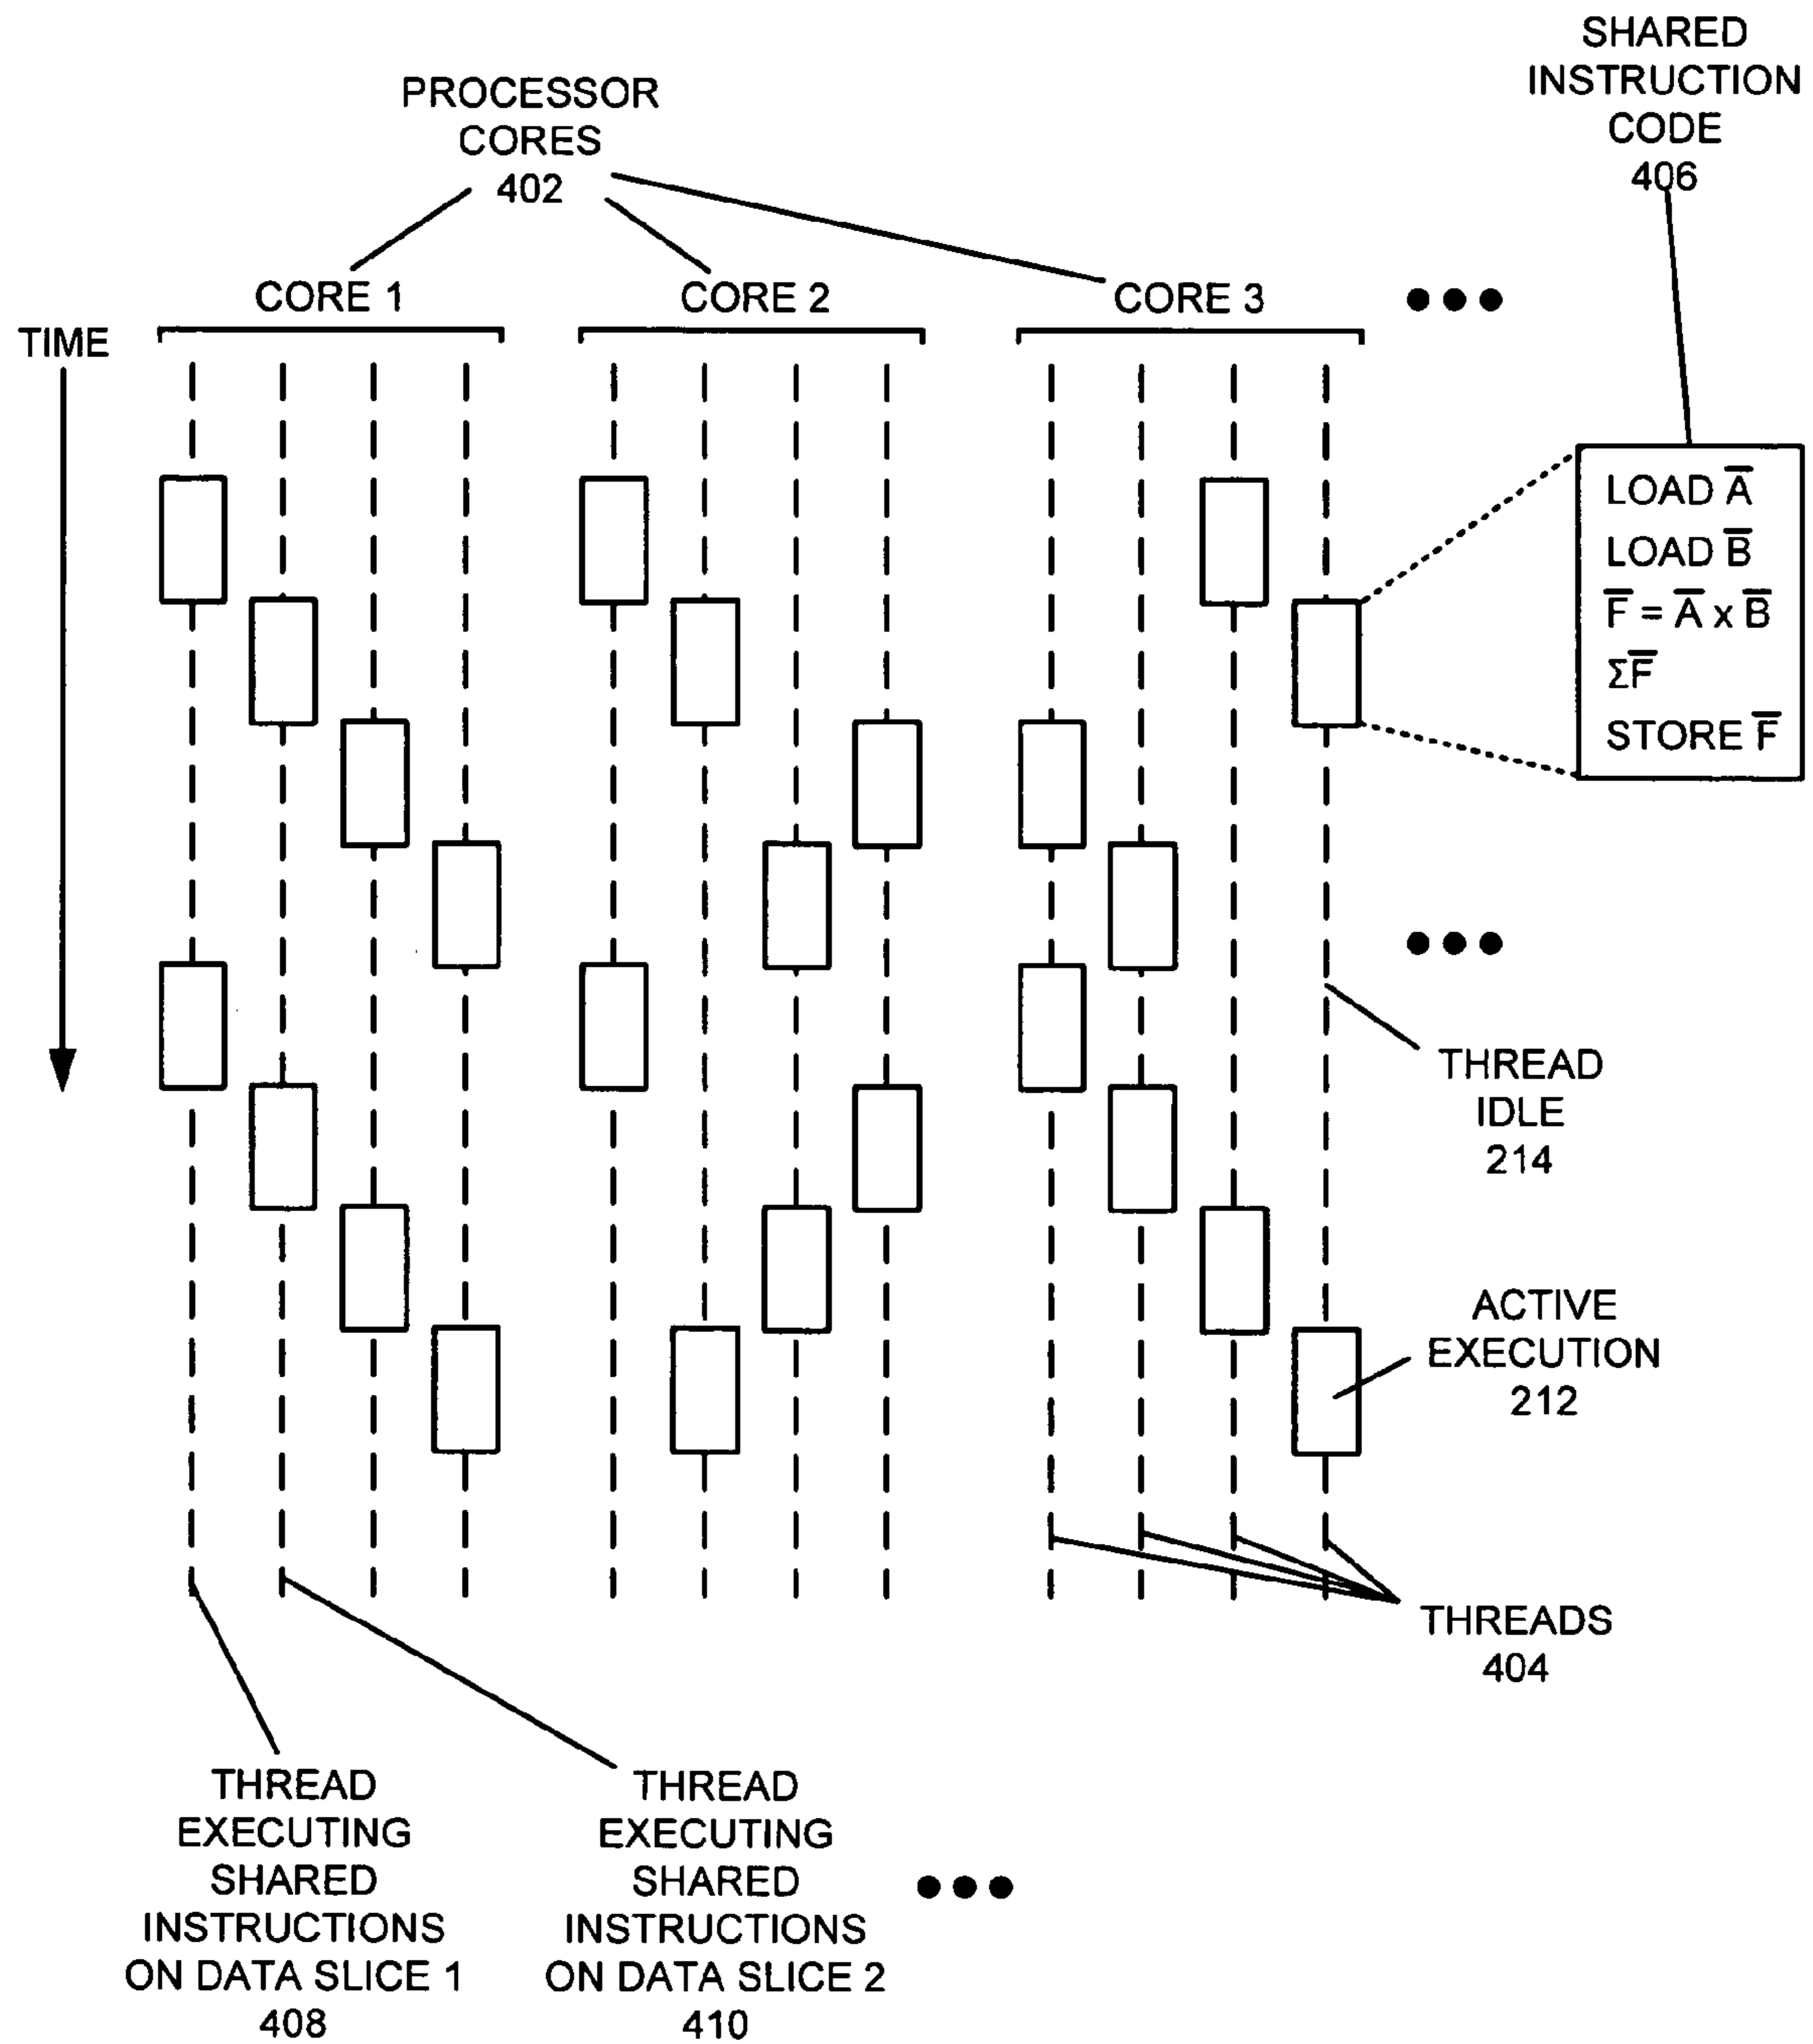 SHARED
INSTRUCTION
CODE
406
PROCESSOR
CORES
402
CORE 1
CORE 2
CORE 3
TIME
LOAD A̅
LOAD B̅
F̅ = A̅ x B̅
ΣF̅
STORE F̅
THREAD
IDLE
214
ACTIVE
EXECUTION
212
THREADS
404
THREAD
EXECUTING
SHARED
INSTRUCTIONS
ON DATA SLICE 1
408
THREAD
EXECUTING
SHARED
INSTRUCTIONS
ON DATA SLICE 2
410